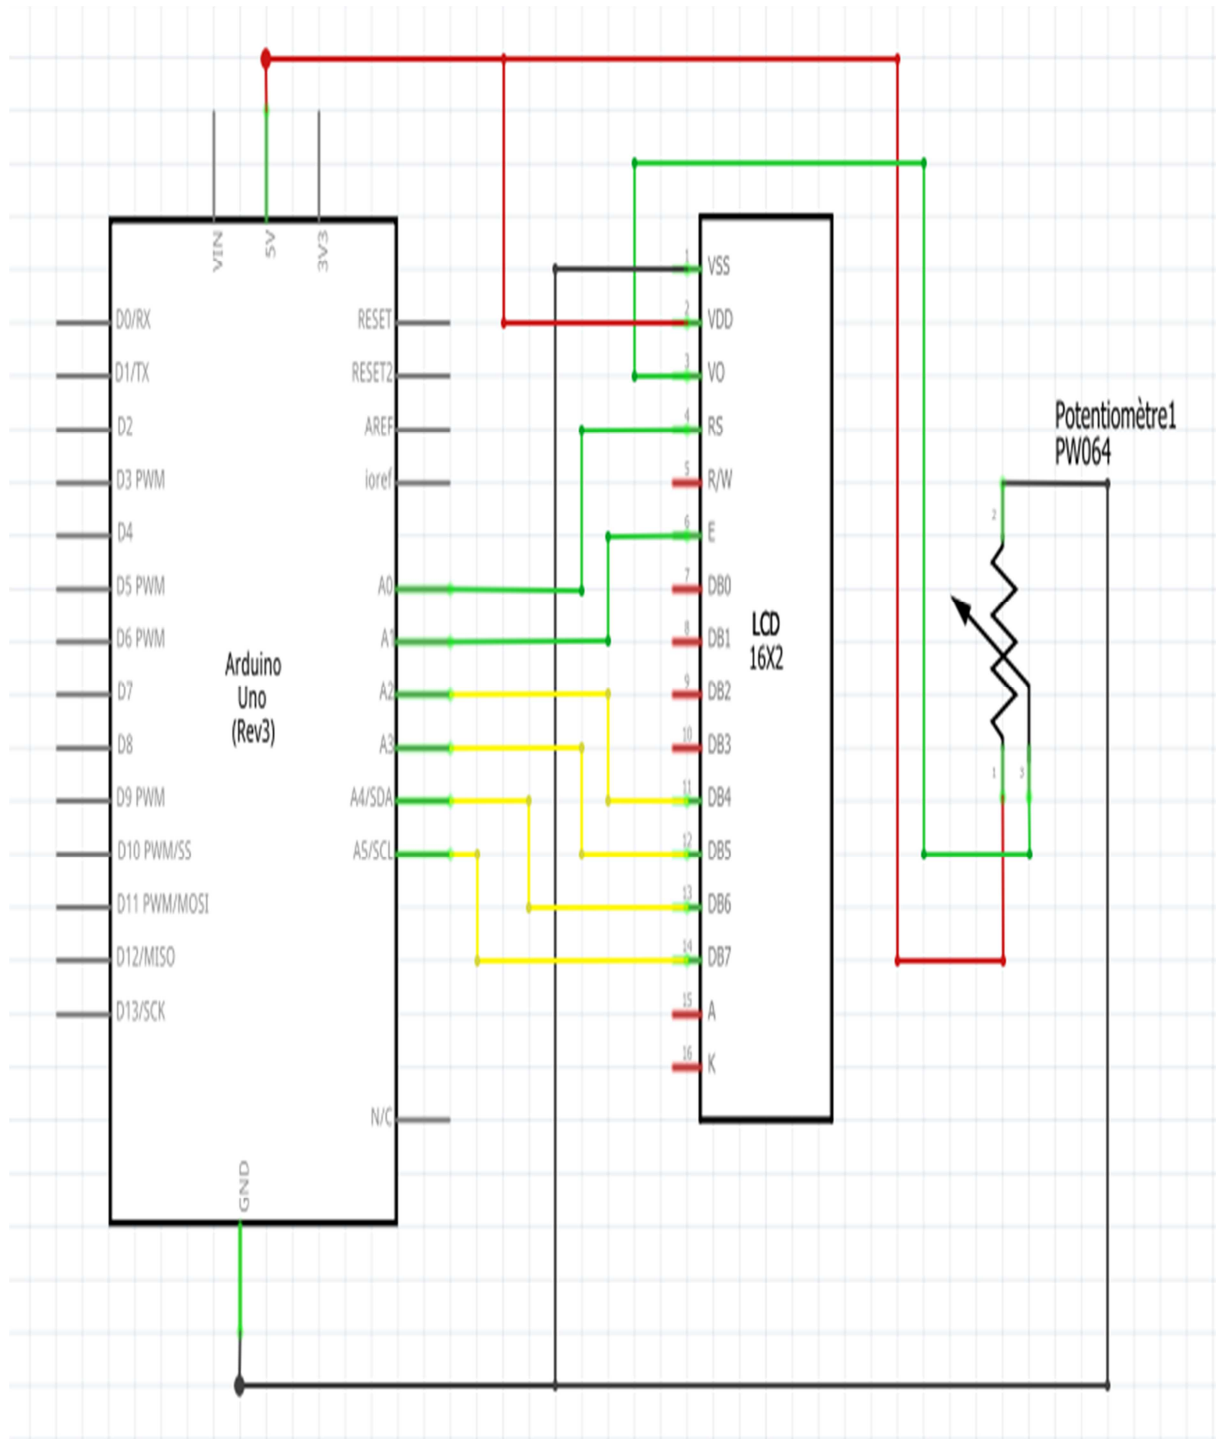 VIN
5V
3V3
D0/RX
D1/TX
D2
D3 PWM
D4
D5 PWM
D6 PWM
D7
D8
D9 PWM
D10 PWM/SS
D11 PWM/MOSI
D12/MISO
D13/SCK
Arduino
Uno
(Rev3)
RESET
RESET2
AREF
ioref
A0
A1
A2
A3
A4/SDA
A5/SCL
N/C
GND
1 VSS
2 VDD
3 VO
4 RS
5 R/W
6 E
7 DB0
8 DB1
9 DB2
10 DB3
11 DB4
12 DB5
13 DB6
14 DB7
15 A
16 K
LCD
16X2
Potentiomètre1
PW064
2
1 3